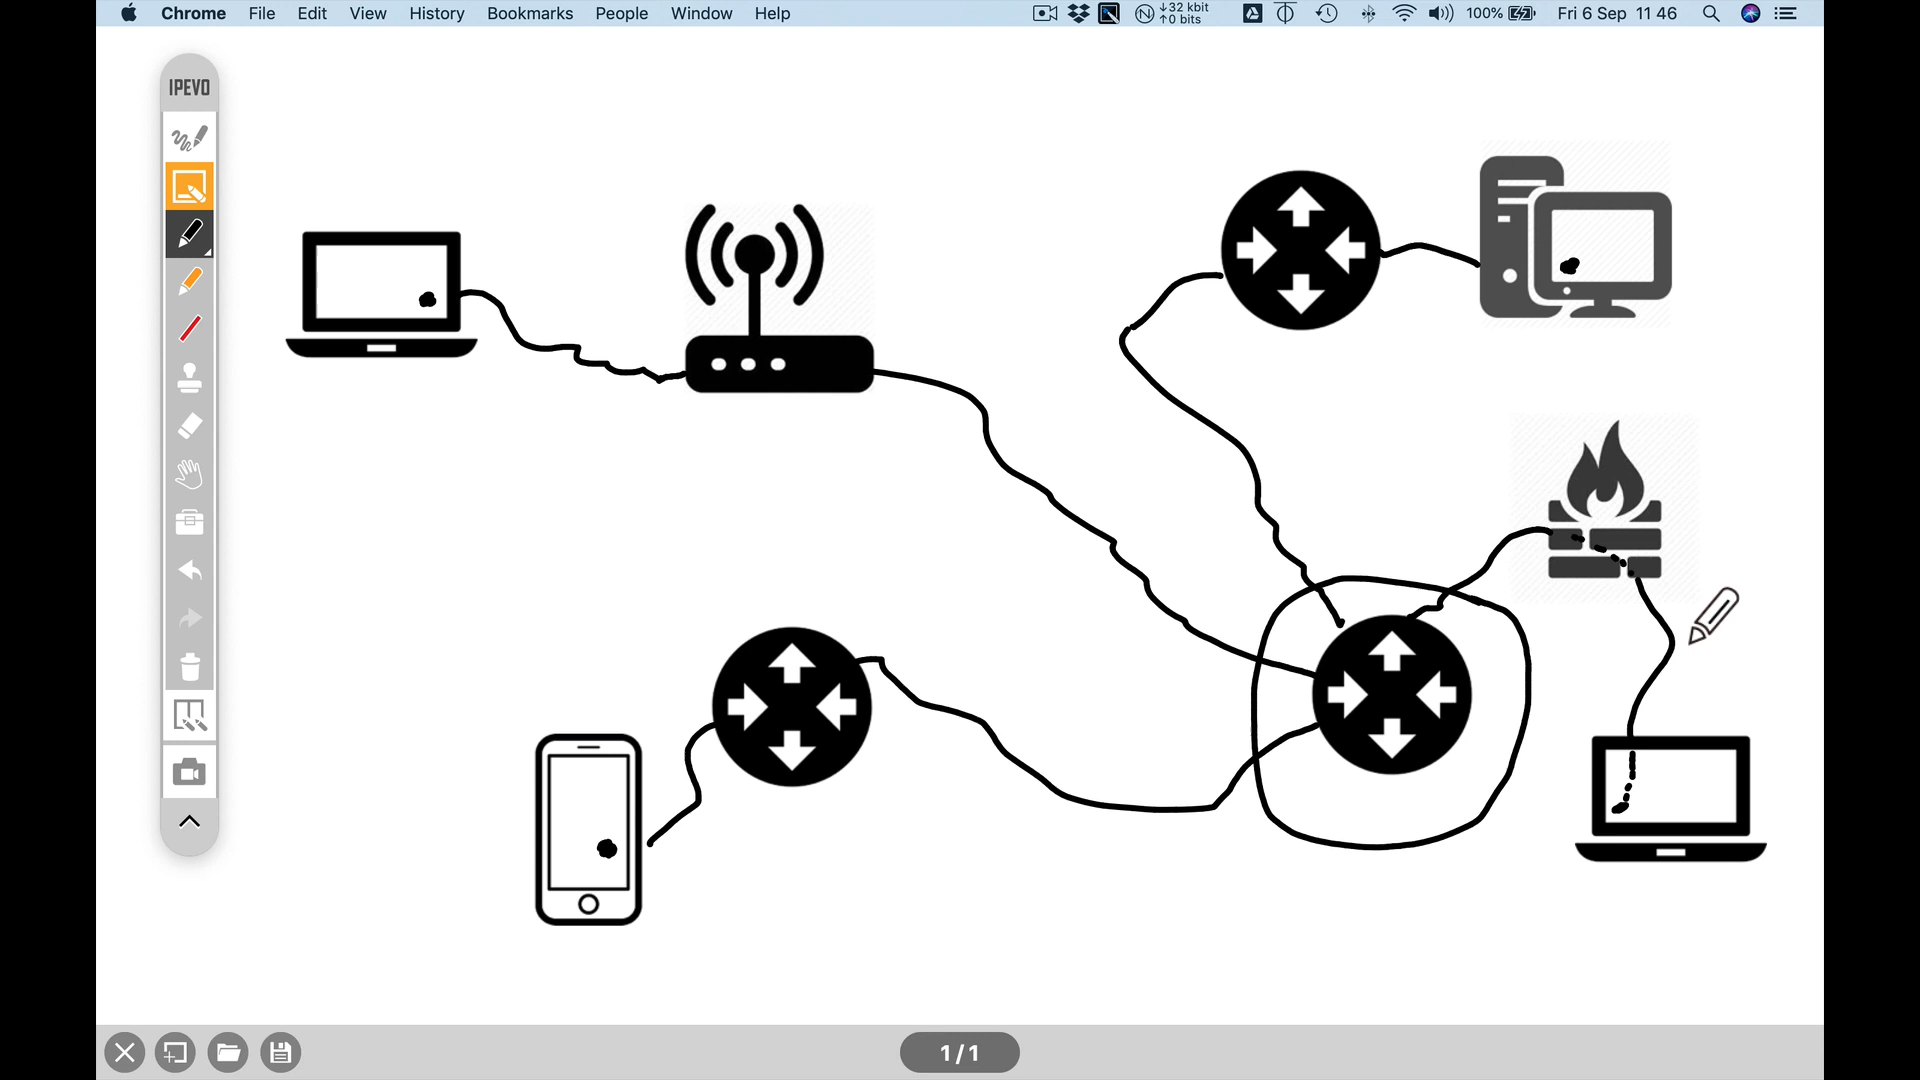 Chrome File Edit View History Bookmarks People Window Help ↓32 kbit 100% Fri 6 Sep 11 46
↑0 bits
IPEVO
1/1